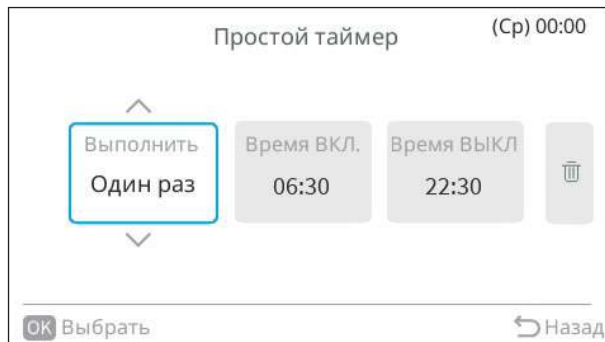 Простой таймер
(Ср) 00:00
Выполнить
Один раз
Время ВКЛ.
06:30
Время ВЫКЛ
22:30
OK Выбрать
Назад